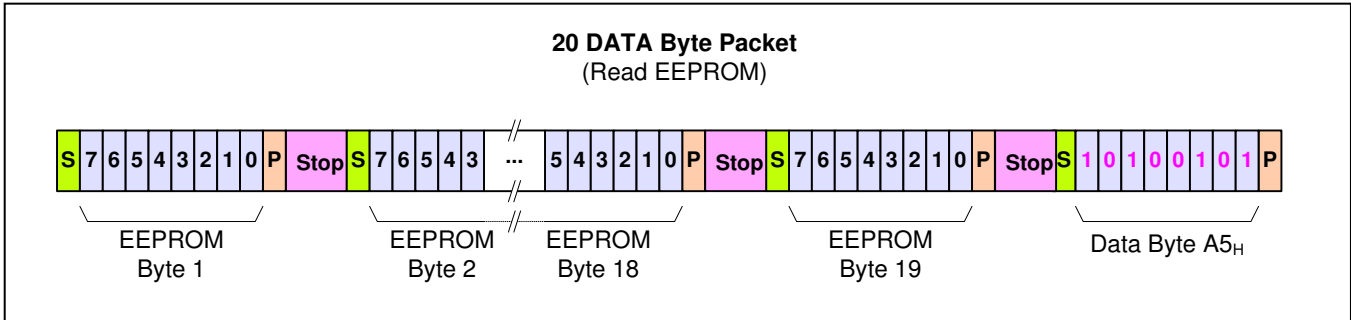 20 DATA Byte Packet
(Read EEPROM)
S 7 6 5 4 3 2 1 0 P Stop S 7 6 5 4 3 ... 5 4 3 2 1 0 P Stop S 7 6 5 4 3 2 1 0 P Stop S 1 0 1 0 0 1 0 1 P
EEPROM EEPROM EEPROM EEPROM Data Byte A5H
Byte 1 Byte 2 Byte 18 Byte 19